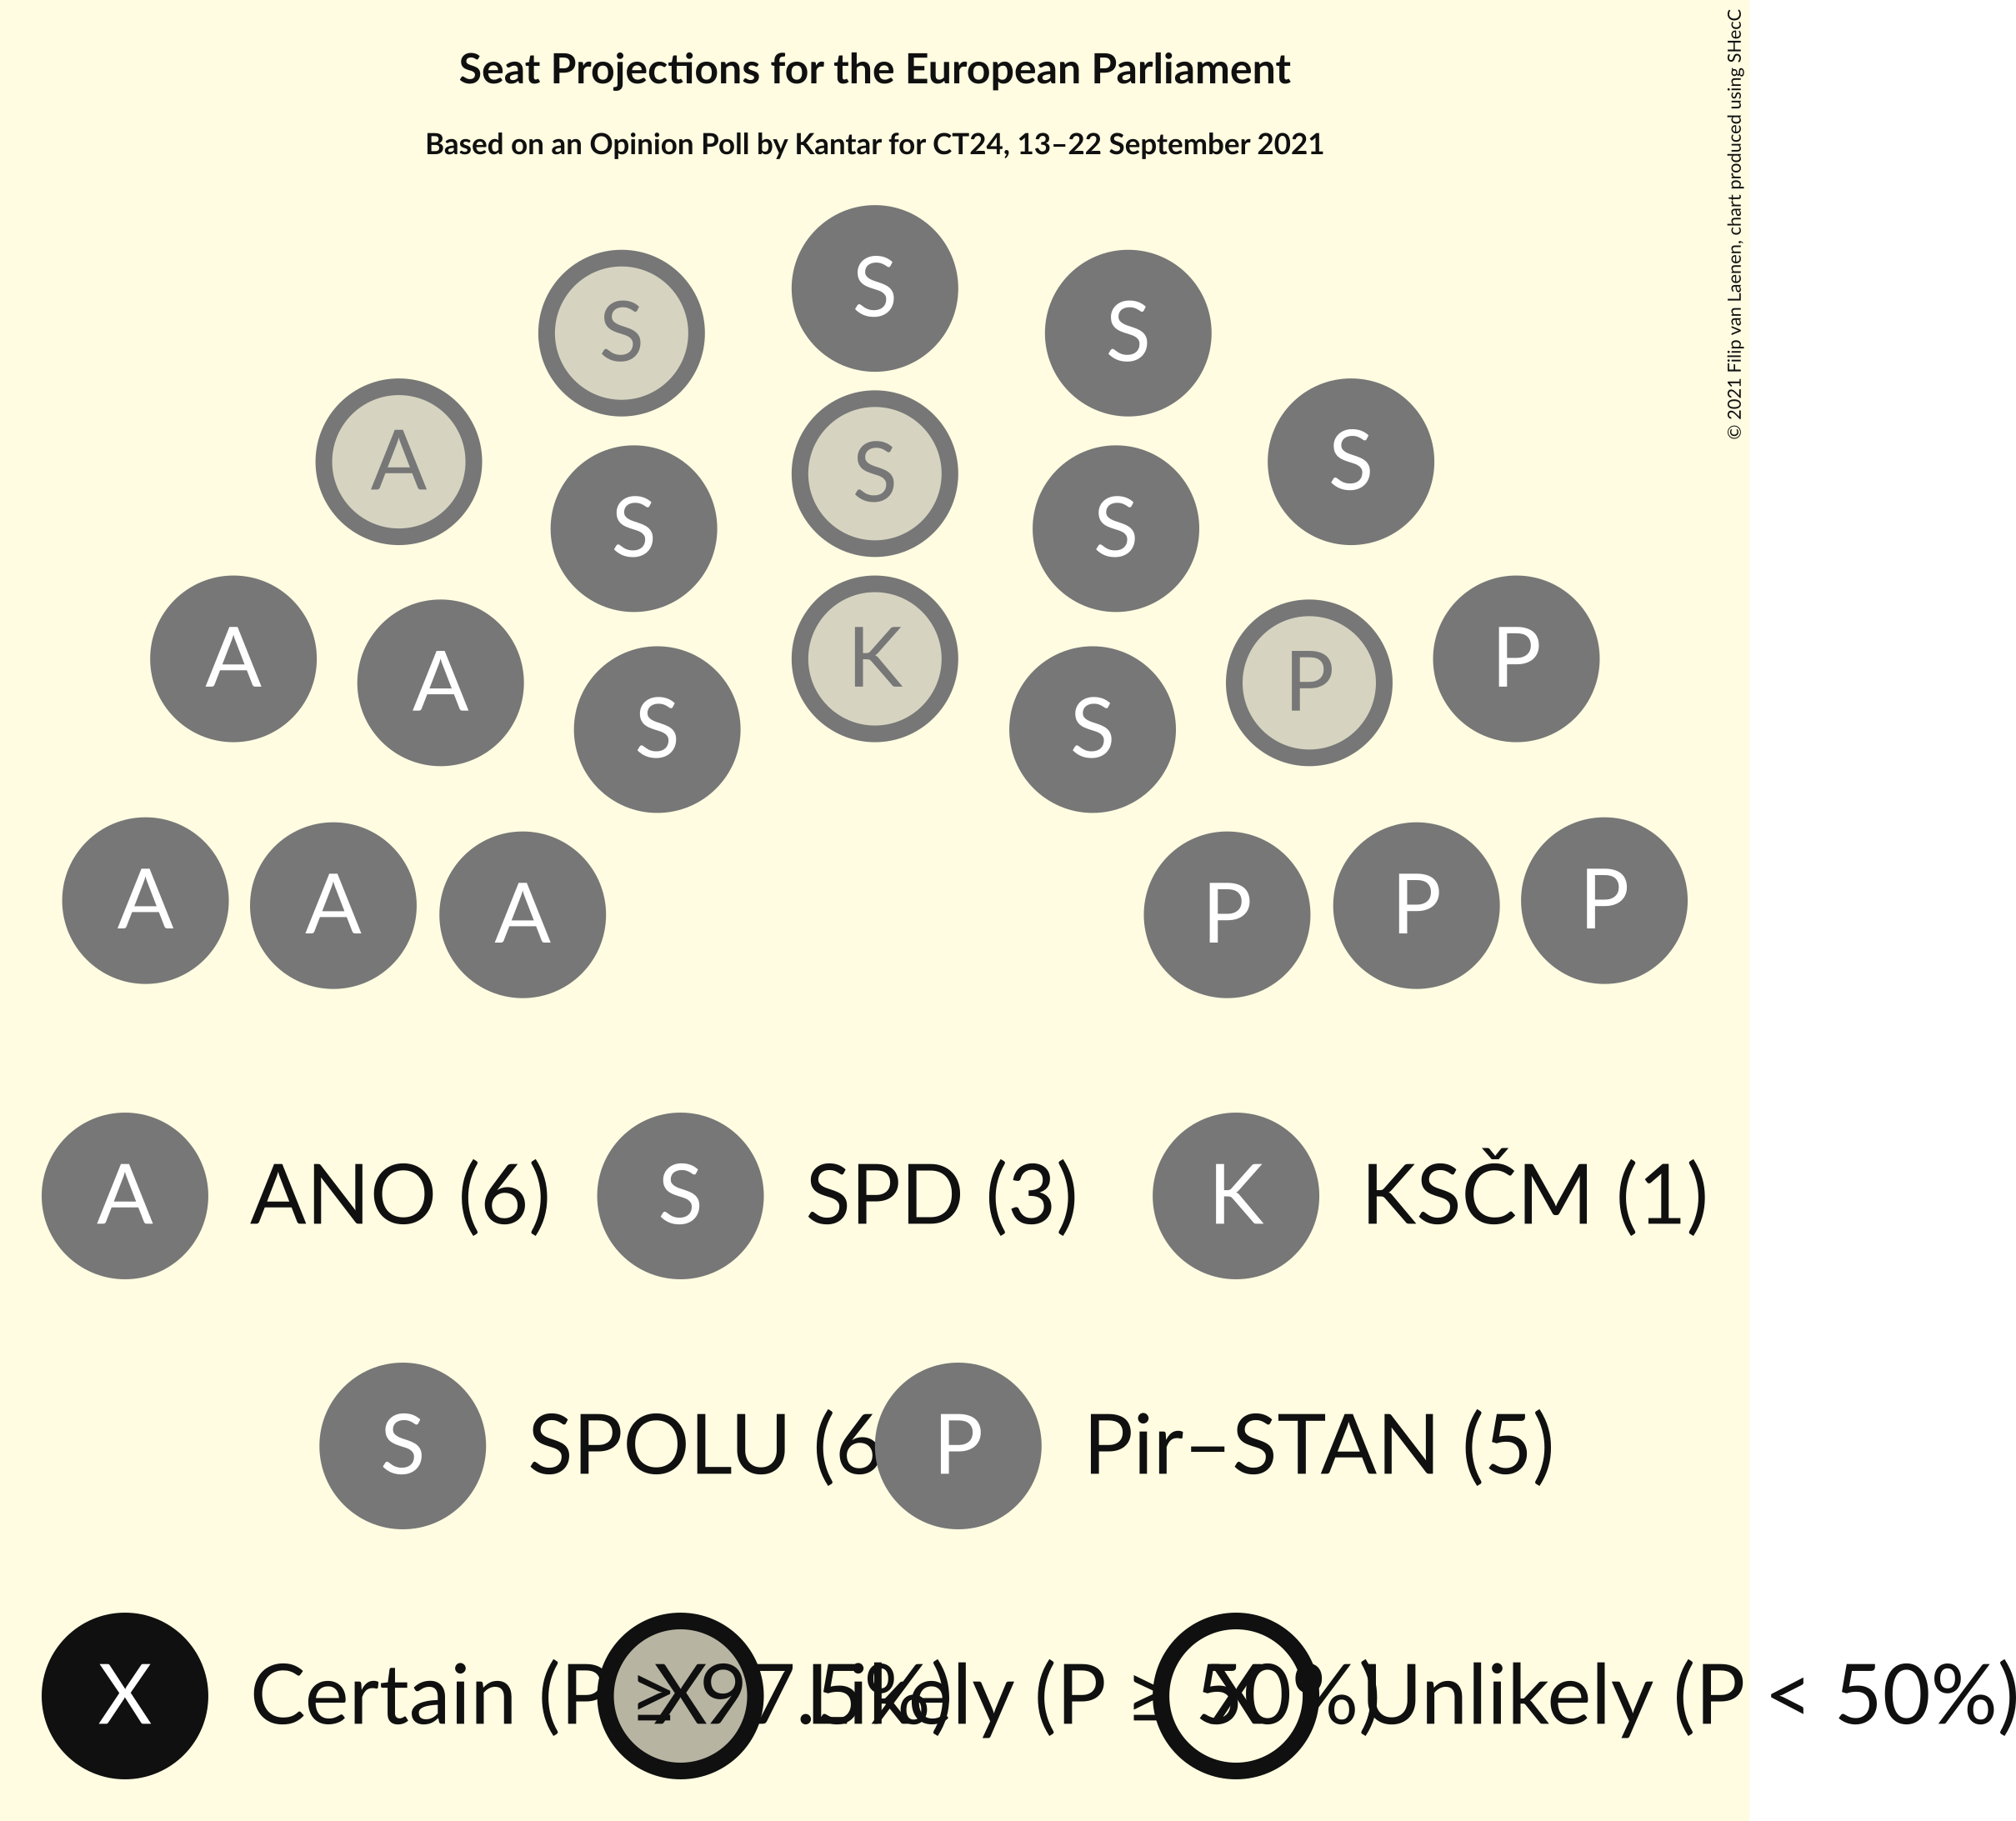 Seat Projections for the European Parliament
Based on an Opinion Poll by Kantar for CT24, 13–22 September 2021
© 2021 Filip van Laenen, chart produced using SHecC
S
S S
A S S
S S
A A K P P
S S
A A A P P P
A ANO (6) S SPD (3) K KSČM (1)
S SPOLU (6 P Pir–STAN (5)
X Certain (P ≥ 97.5%) X Likely (P ≥ 50%) X Unlikely (P < 50%)